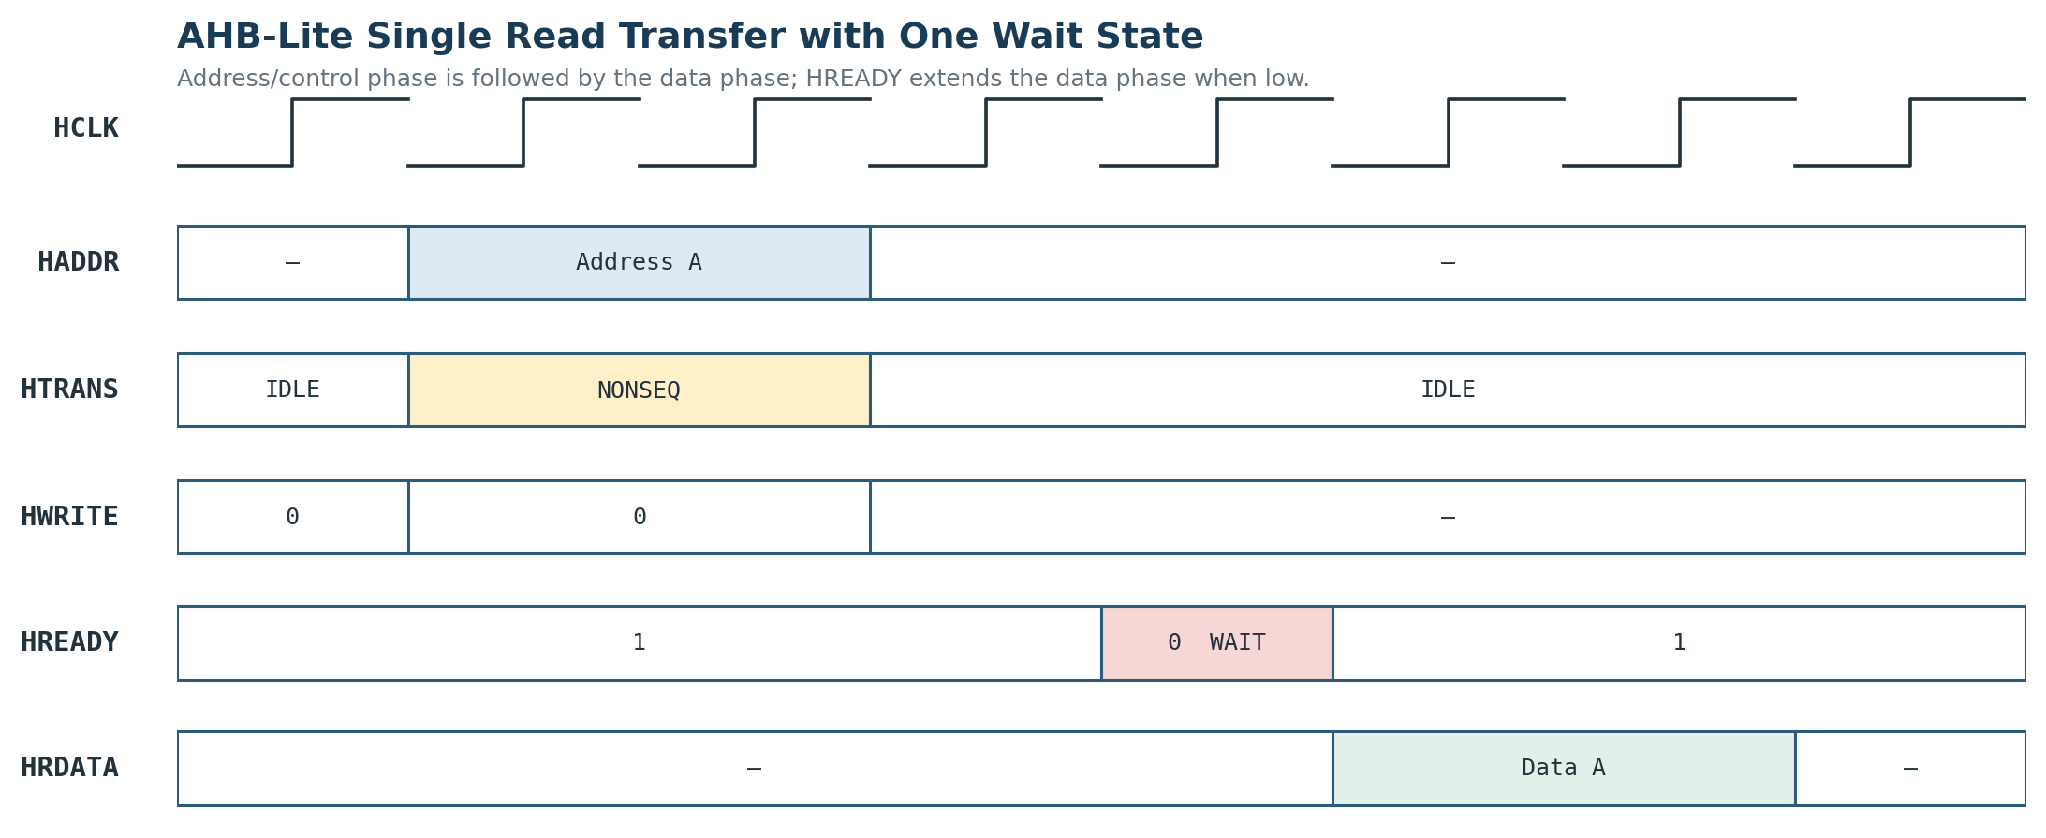 AHB-Lite Single Read Transfer with One Wait State
Address/control phase is followed by the data phase; HREADY extends the data phase when low.
HCLK
HADDR – Address A –
HTRANS IDLE NONSEQ IDLE
HWRITE 0 0 –
HREADY 1 0 WAIT 1
HRDATA – Data A –